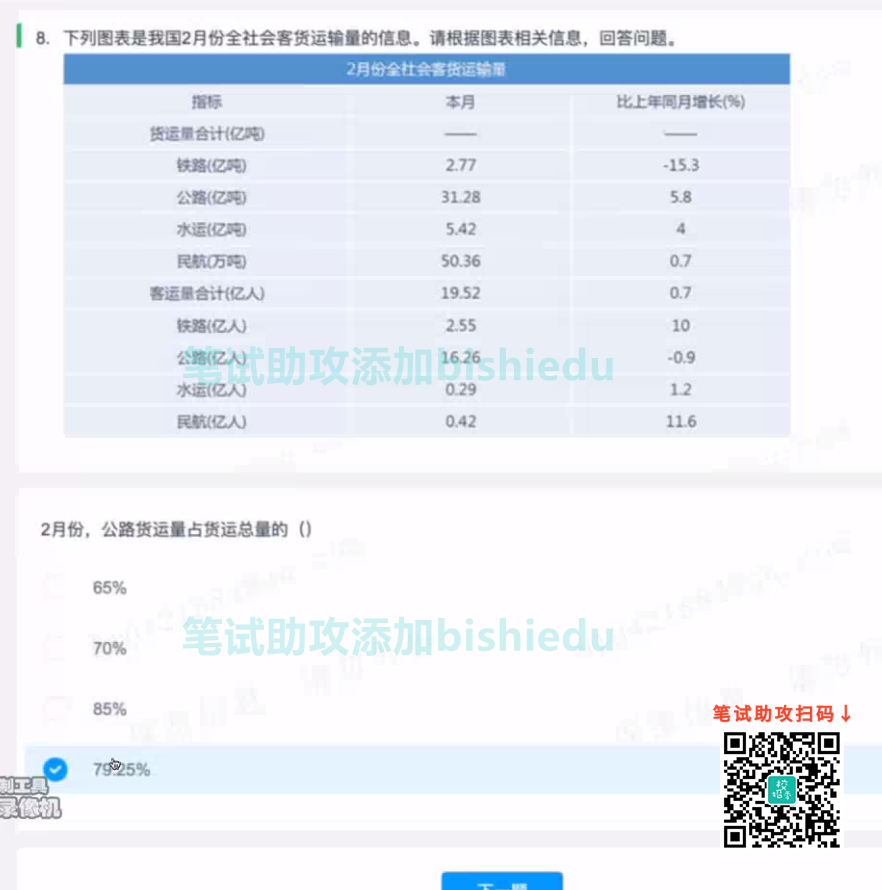 8. 下列图表是我国2月份全社会客货运输量的信息。请根据图表相关信息，回答问题。
2月份全社会客货运输量
指标 本月 比上年同月增长(%)
货运量合计(亿吨) —— ——
铁路(亿吨) 2.77 -15.3
公路(亿吨) 31.28 5.8
水运(亿吨) 5.42 4
民航(万吨) 50.36 0.7
客运量合计(亿人) 19.52 0.7
铁路(亿人) 2.55 10
公路(亿人) 16.26 -0.9
笔试助攻添加bishiedu
水运(亿人) 0.29 1.2
民航(亿人) 0.42 11.6
2月份，公路货运量占货运总量的（）
65%
笔试助攻添加bishiedu
70%
85%
笔试助攻扫码↓
79.25%
制工具
录像机
下一题